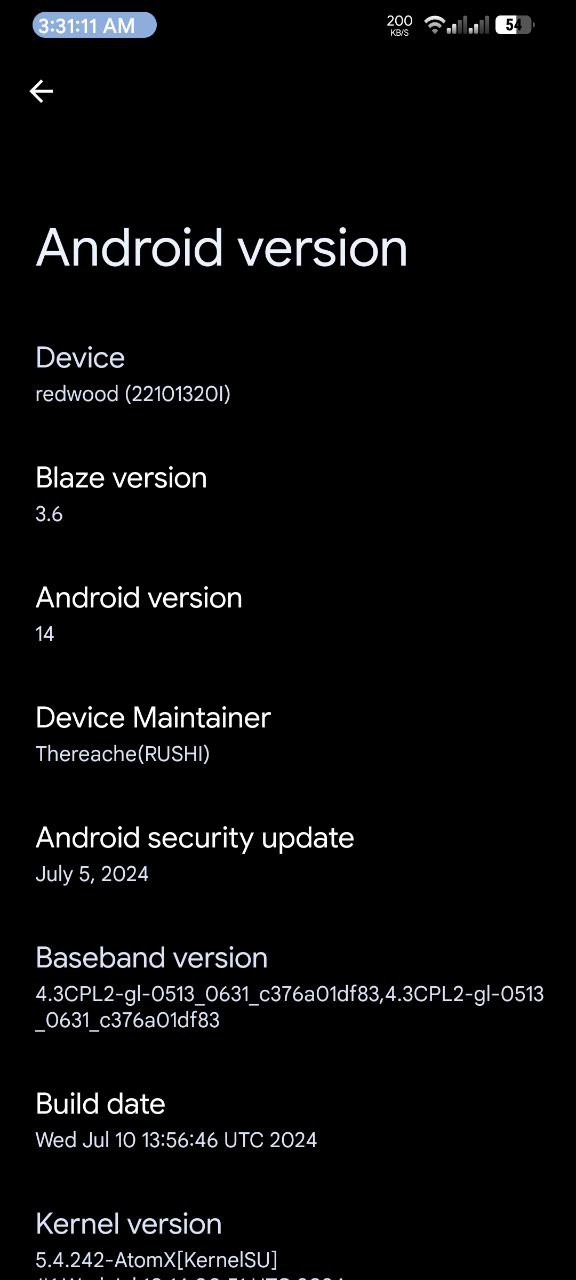 3:31:11 AM
200
KB/S
54
Android version
Device
redwood (22101320I)
Blaze version
3.6
Android version
14
Device Maintainer
Thereache(RUSHI)
Android security update
July 5, 2024
Baseband version
4.3CPL2-gl-0513_0631_c376a01df83,4.3CPL2-gl-0513
_0631_c376a01df83
Build date
Wed Jul 10 13:56:46 UTC 2024
Kernel version
5.4.242-AtomX[KernelSU]